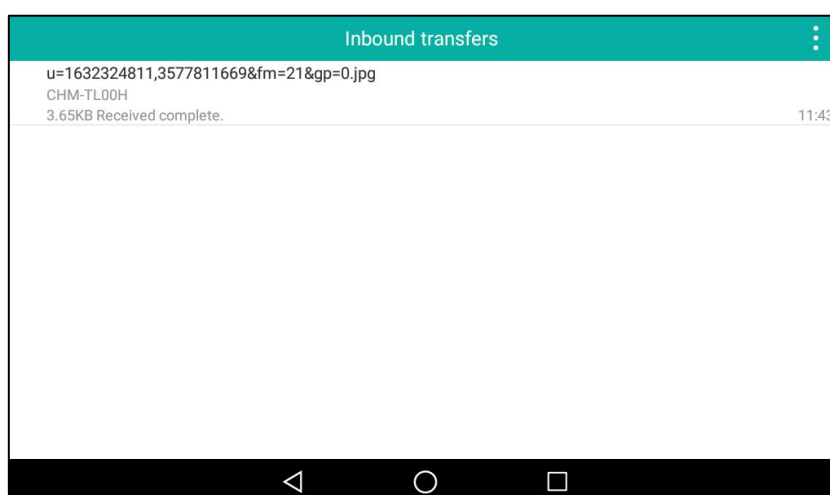 Inbound transfers
u=1632324811,3577811669&fm=21&gp=0.jpg
CHM-TL00H
3.65KB Received complete.
11:43